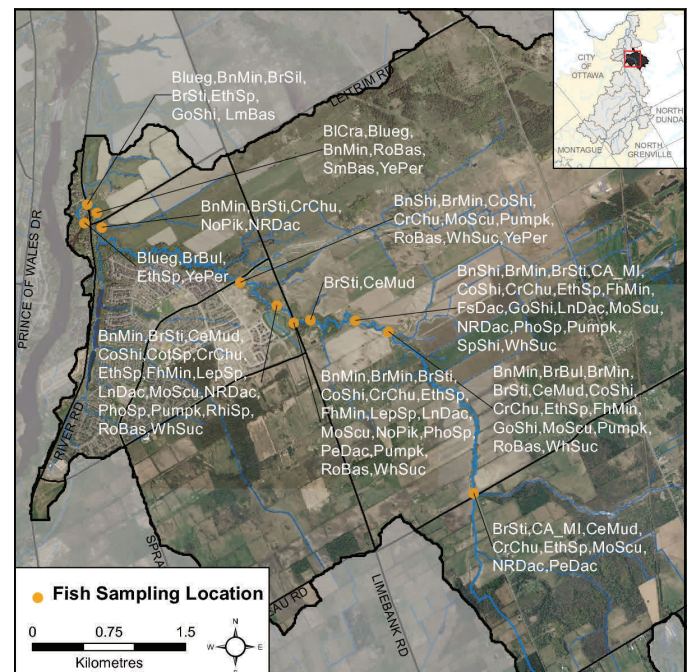 CITY
OF
OTTAWA
NORTH
DUNDA
MONTAGUE
NORTH
GRENVILLE
LEITRIM RD
Blueg,BnMin,BrSil,
BrSti,EthSp,
GoShi, LmBas
BlCra,Blueg,
BnMin,RoBas,
SmBas,YePer
BnMin,BrSti,CrChu,
NoPik,NRDac
BnShi,BrMin,CoShi,
CrChu,MoScu,Pumpk,
RoBas,WhSuc,YePer
PRINCE OF WALES DR
Blueg,BrBul,
EthSp,YePer
BrSti,CeMud
BnShi,BrMin,BrSti,CA_MI,
CoShi,CrChu,EthSp,FhMin,
FsDac,GoShi,LnDac,MoScu,
NRDac,PhoSp,Pumpk,
SpShi,WhSuc
BnMin,BrSti,CeMud,
CoShi,CotSp,CrChu,
EthSp,FhMin,LepSp,
LnDac,MoScu,NRDac,
PhoSp,Pumpk,RhiSp,
RoBas,WhSuc
BnMin,BrMin,BrSti,
CoShi,CrChu,EthSp,
FhMin,LepSp,LnDac,
MoScu,NoPik,PhoSp,
PeDac,Pumpk,
RoBas,WhSuc
BnMin,BrBul,BrMin,
BrSti,CeMud,CoShi,
CrChu,EthSp,FhMin,
GoShi,MoScu,Pumpk,
RoBas,WhSuc
RIVER RD
BrSti,CA_MI,CeMud,
CrChu,EthSp,MoScu,
NRDac,PeDac
SPRA
LIMEBANK RD
EAU RD
Fish Sampling Location
0 0.75 1.5
Kilometres
N
W E
S